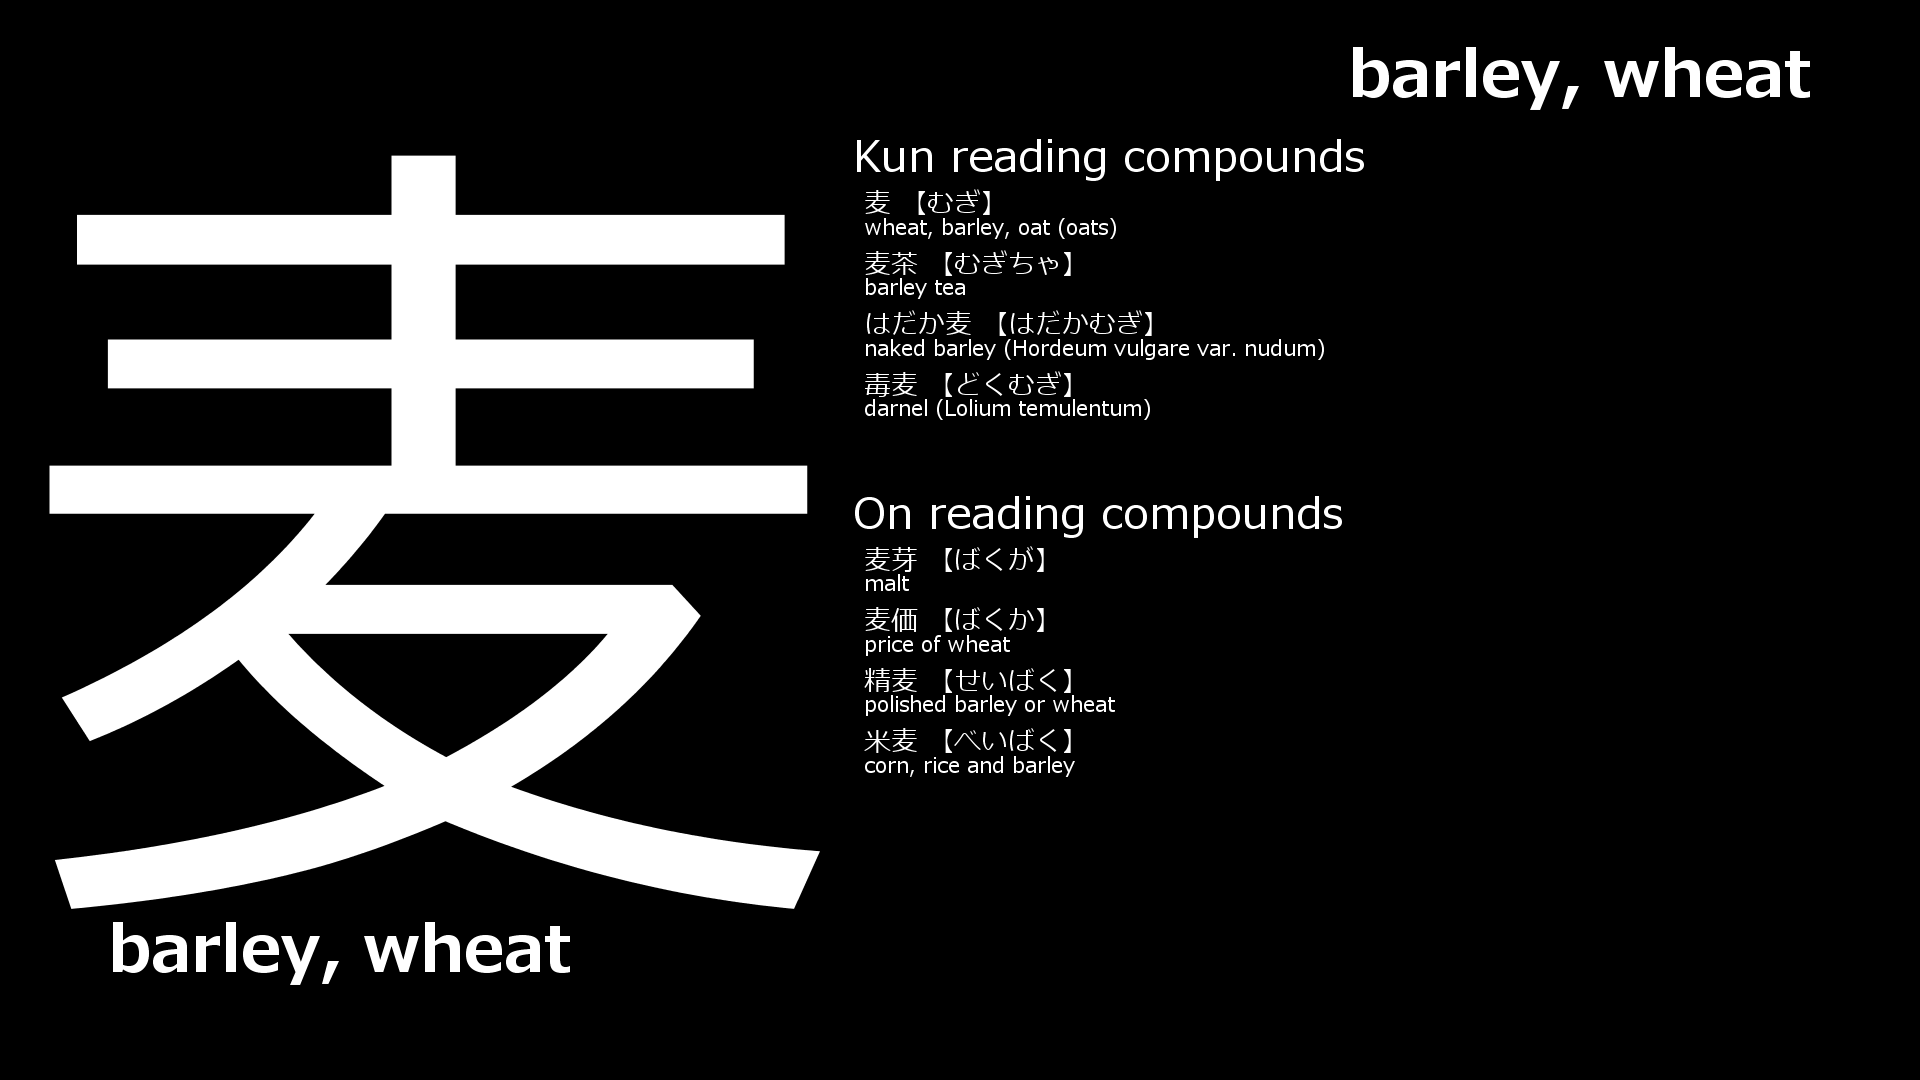 barley, wheat
麦
Kun reading compounds
麦 【むぎ】
wheat, barley, oat (oats)
麦茶 【むぎちゃ】
barley tea
はだか麦 【はだかむぎ】
naked barley (Hordeum vulgare var. nudum)
毒麦 【どくむぎ】
darnel (Lolium temulentum)
On reading compounds
麦芽 【ばくが】
malt
麦価 【ばくか】
price of wheat
精麦 【せいばく】
polished barley or wheat
米麦 【べいばく】
corn, rice and barley
barley, wheat